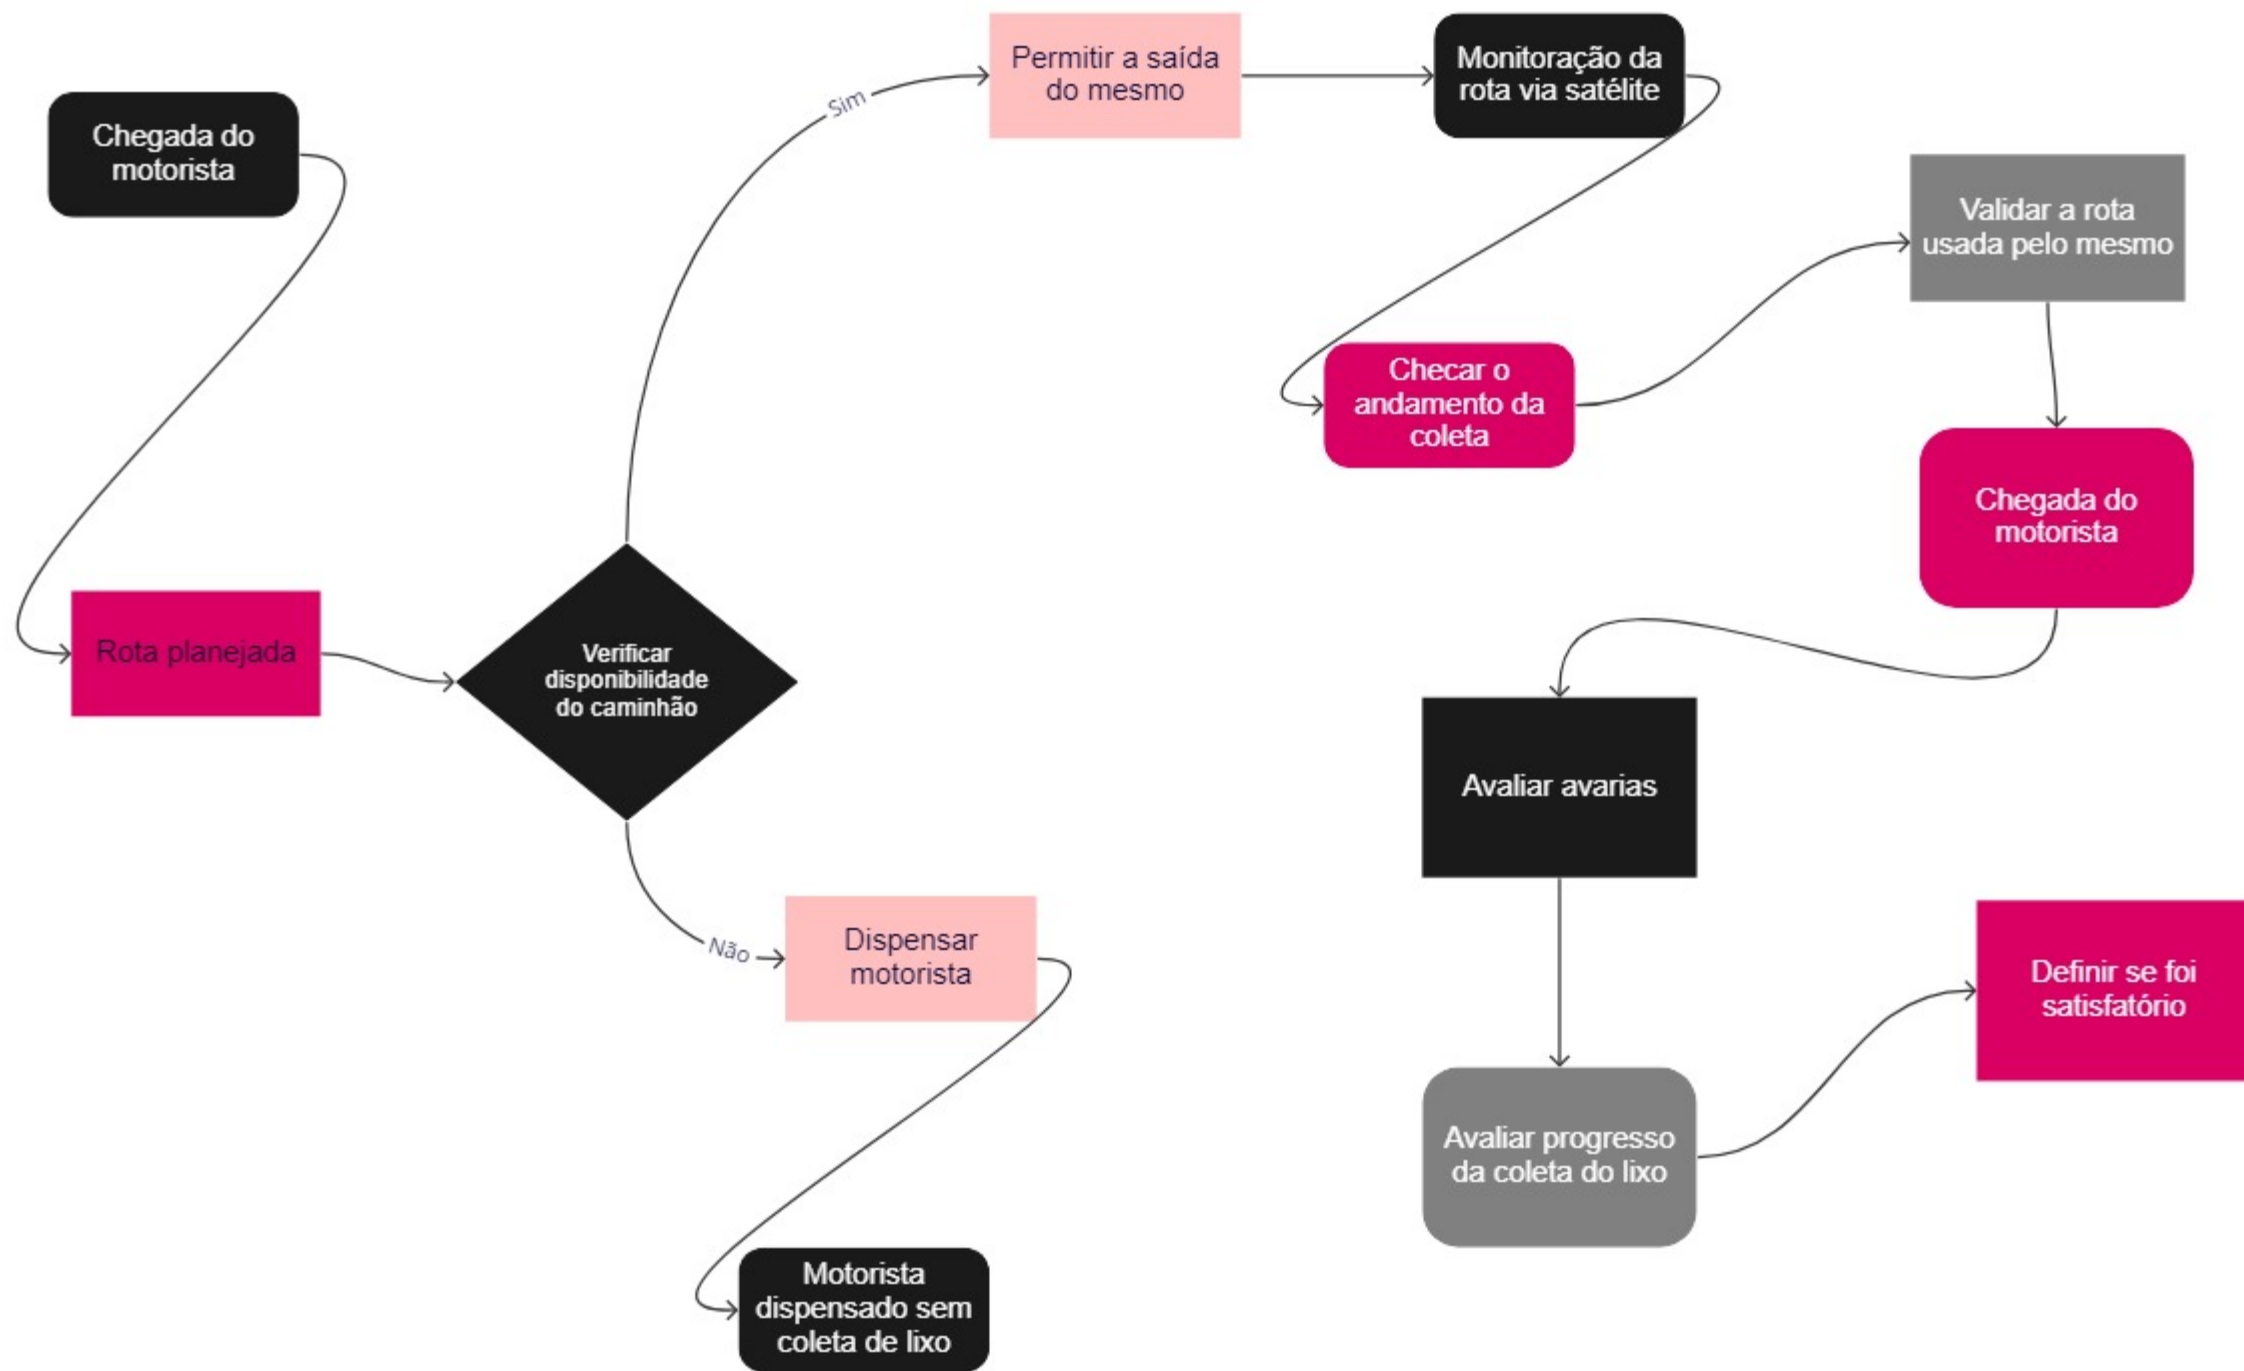 Chegada do
motorista
Rota planejada
Verificar
disponibilidade
do caminhão
Sim
Permitir a saída
do mesmo
Monitoração da
rota via satélite
Checar o
andamento da
coleta
Validar a rota
usada pelo mesmo
Chegada do
motorista
Avaliar avarias
Avaliar progresso
da coleta do lixo
Definir se foi
satisfatório
Não
Dispensar
motorista
Motorista
dispensado sem
coleta de lixo